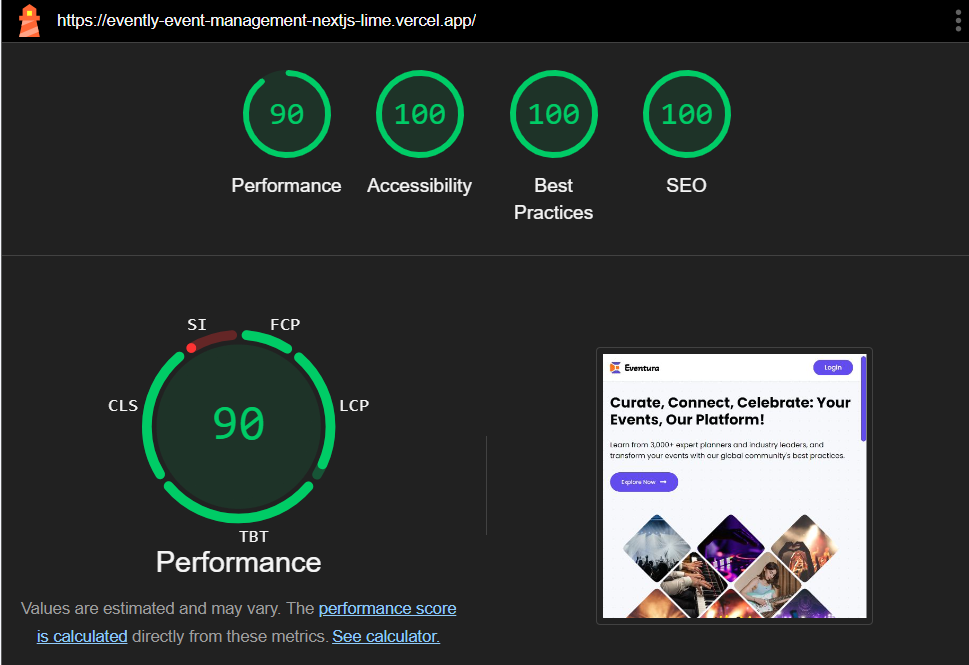 https://evently-event-management-nextjs-lime.vercel.app/
90
100
100
100
Performance
Accessibility
Best
Practices
SEO
SI
FCP
CLS
LCP
90
TBT
Performance
Values are estimated and may vary. The performance score
is calculated directly from these metrics. See calculator.
Eventura
Login
Curate, Connect, Celebrate: Your
Events, Our Platform!
Learn from 3,000+ expert planners and industry leaders, and
transform your events with our global community's best practices.
Explore Now →